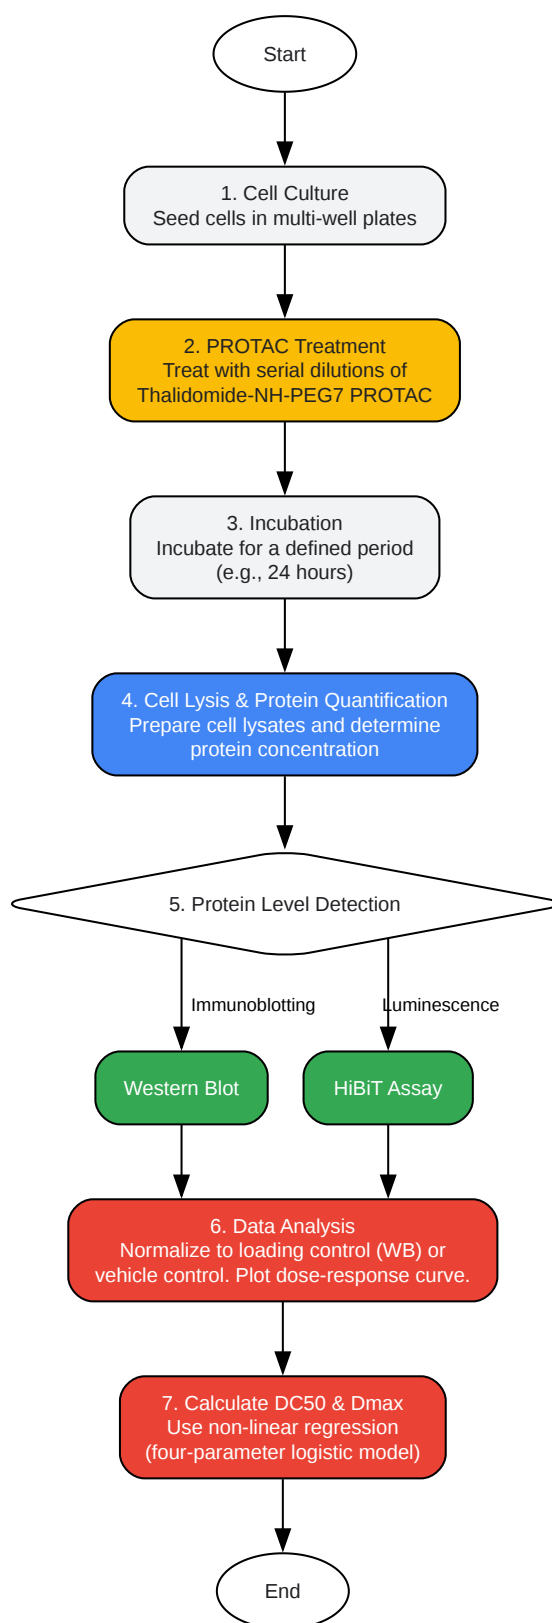 Start
1. Cell Culture
Seed cells in multi-well plates
2. PROTAC Treatment
Treat with serial dilutions of
Thalidomide-NH-PEG7 PROTAC
3. Incubation
Incubate for a defined period
(e.g., 24 hours)
4. Cell Lysis & Protein Quantification
Prepare cell lysates and determine
protein concentration
5. Protein Level Detection
Immunoblotting
Luminescence
Western Blot
HiBiT Assay
6. Data Analysis
Normalize to loading control (WB) or
vehicle control. Plot dose-response curve.
7. Calculate DC50 & Dmax
Use non-linear regression
(four-parameter logistic model)
End